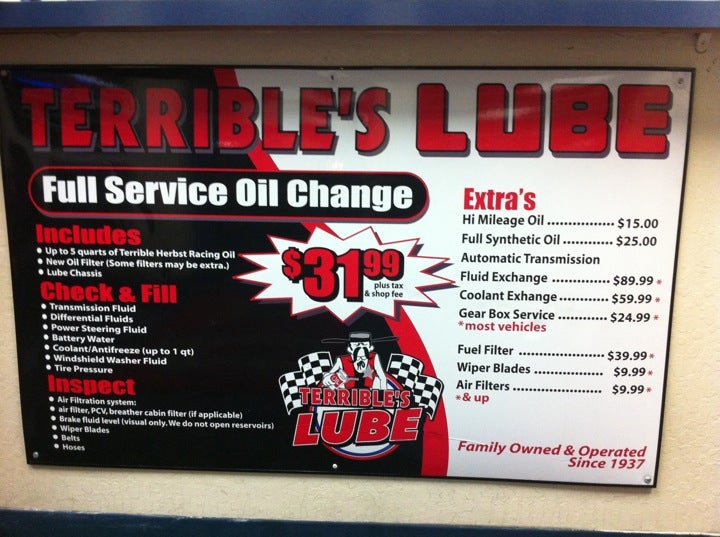 TERRIBLE'S LUBE
Full Service Oil Change
Includes
• Up to 5 quarts of Terrible Herbst Racing Oil
• New Oil Filter (Some filters may be extra.)
• Lube Chassis
Check & Fill
• Transmission Fluid
• Differential Fluids
• Power Steering Fluid
• Battery Water
• Coolant/Antifreeze (up to 1 qt)
• Windshield Washer Fluid
• Tire Pressure
Inspect
• Air Filtration system:
• air filter, PCV, breather cabin filter (if applicable)
• Brake fluid level (visual only. We do not open reservoirs)
• Wiper Blades
• Belts
• Hoses
$31.99
plus tax
& shop fee
TERRIBLE'S
LUBE
Extra's
Hi Mileage Oil ................ $15.00
Full Synthetic Oil ............ $25.00
Automatic Transmission
Fluid Exchange ............... $89.99 *
Coolant Exhange ............ $59.99 *
Gear Box Service ............ $24.99 *
*most vehicles
Fuel Filter ...................... $39.99 *
Wiper Blades .................. $9.99 *
Air Filters ........................ $9.99 *
*& up
Family Owned & Operated
Since 1937